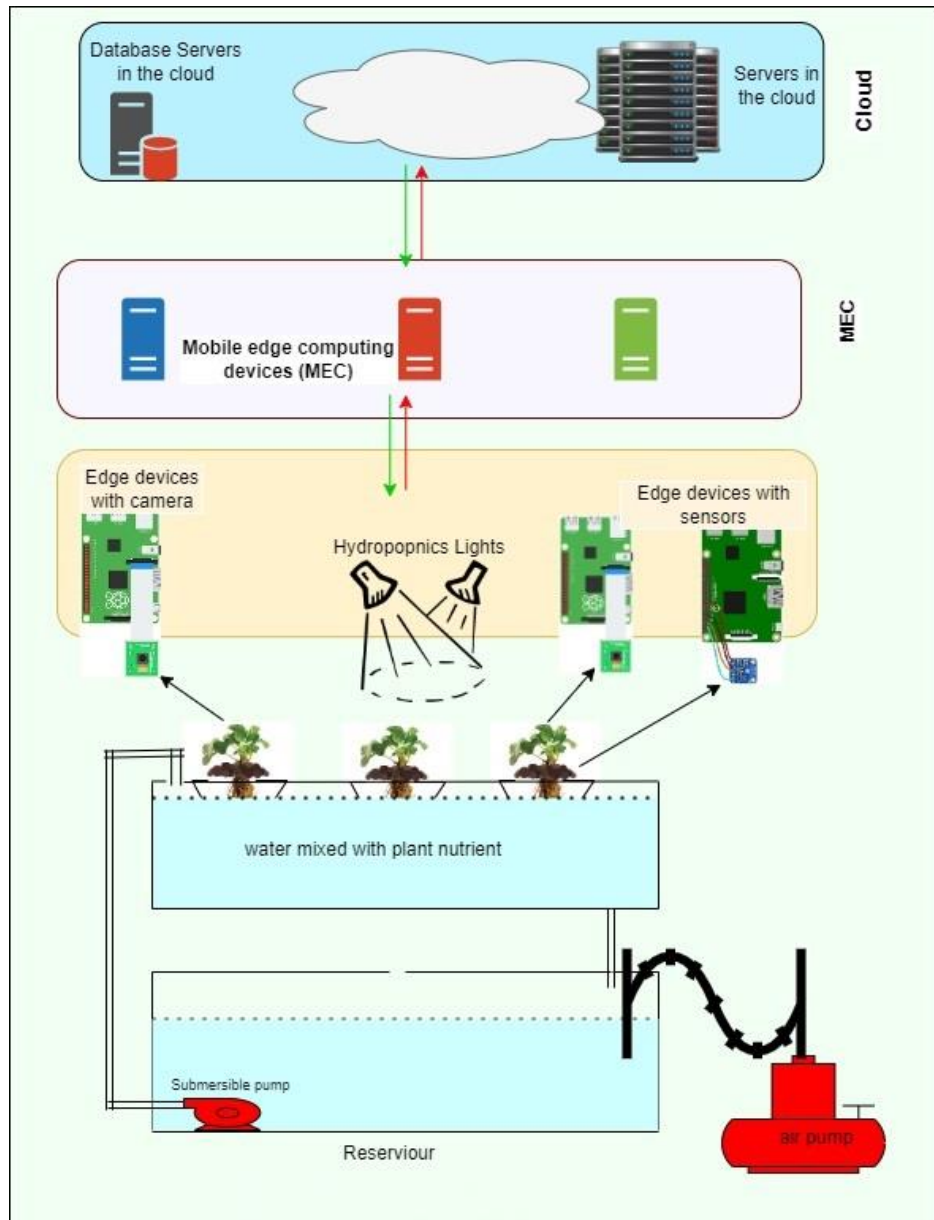 Database Servers
in the cloud
Servers in
the cloud
Cloud
Mobile edge computing
devices (MEC)
MEC
Edge devices
with camera
Edge devices with
sensors
Hydropopnics Lights
water mixed with plant nutrient
Submersible pump
air pump
Reserviour